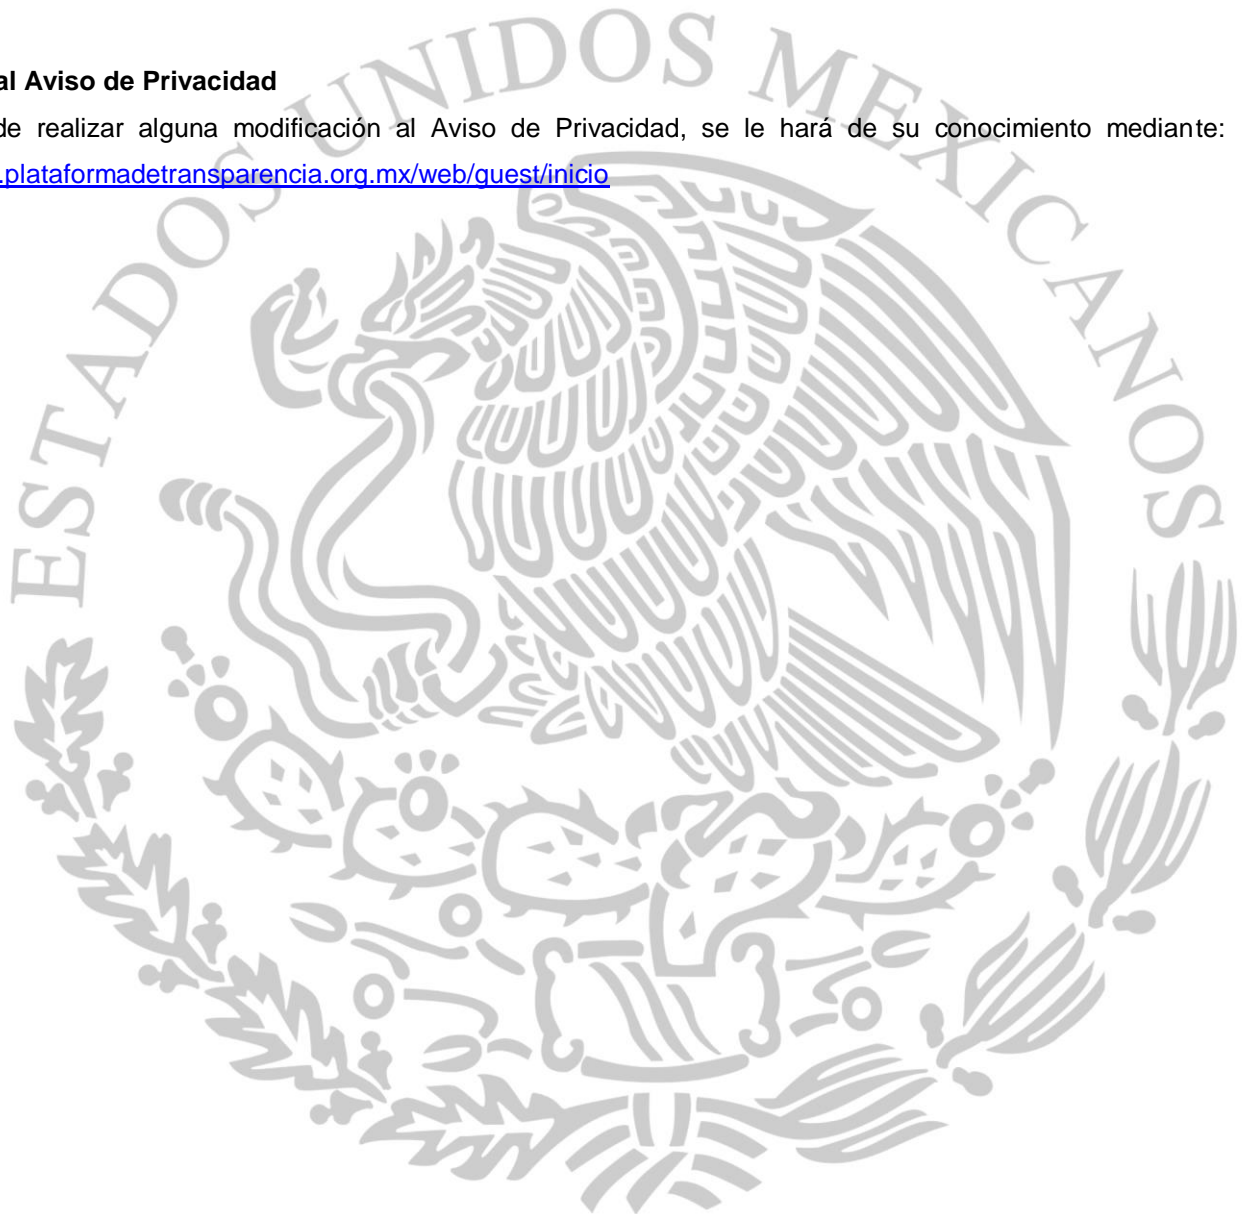 al Aviso de Privacidad
de realizar alguna modificación al Aviso de Privacidad, se le hará de su conocimiento mediante:
.plataformadetransparencia.org.mx/web/guest/inicio
ESTADOS UNIDOS MEXICANOS